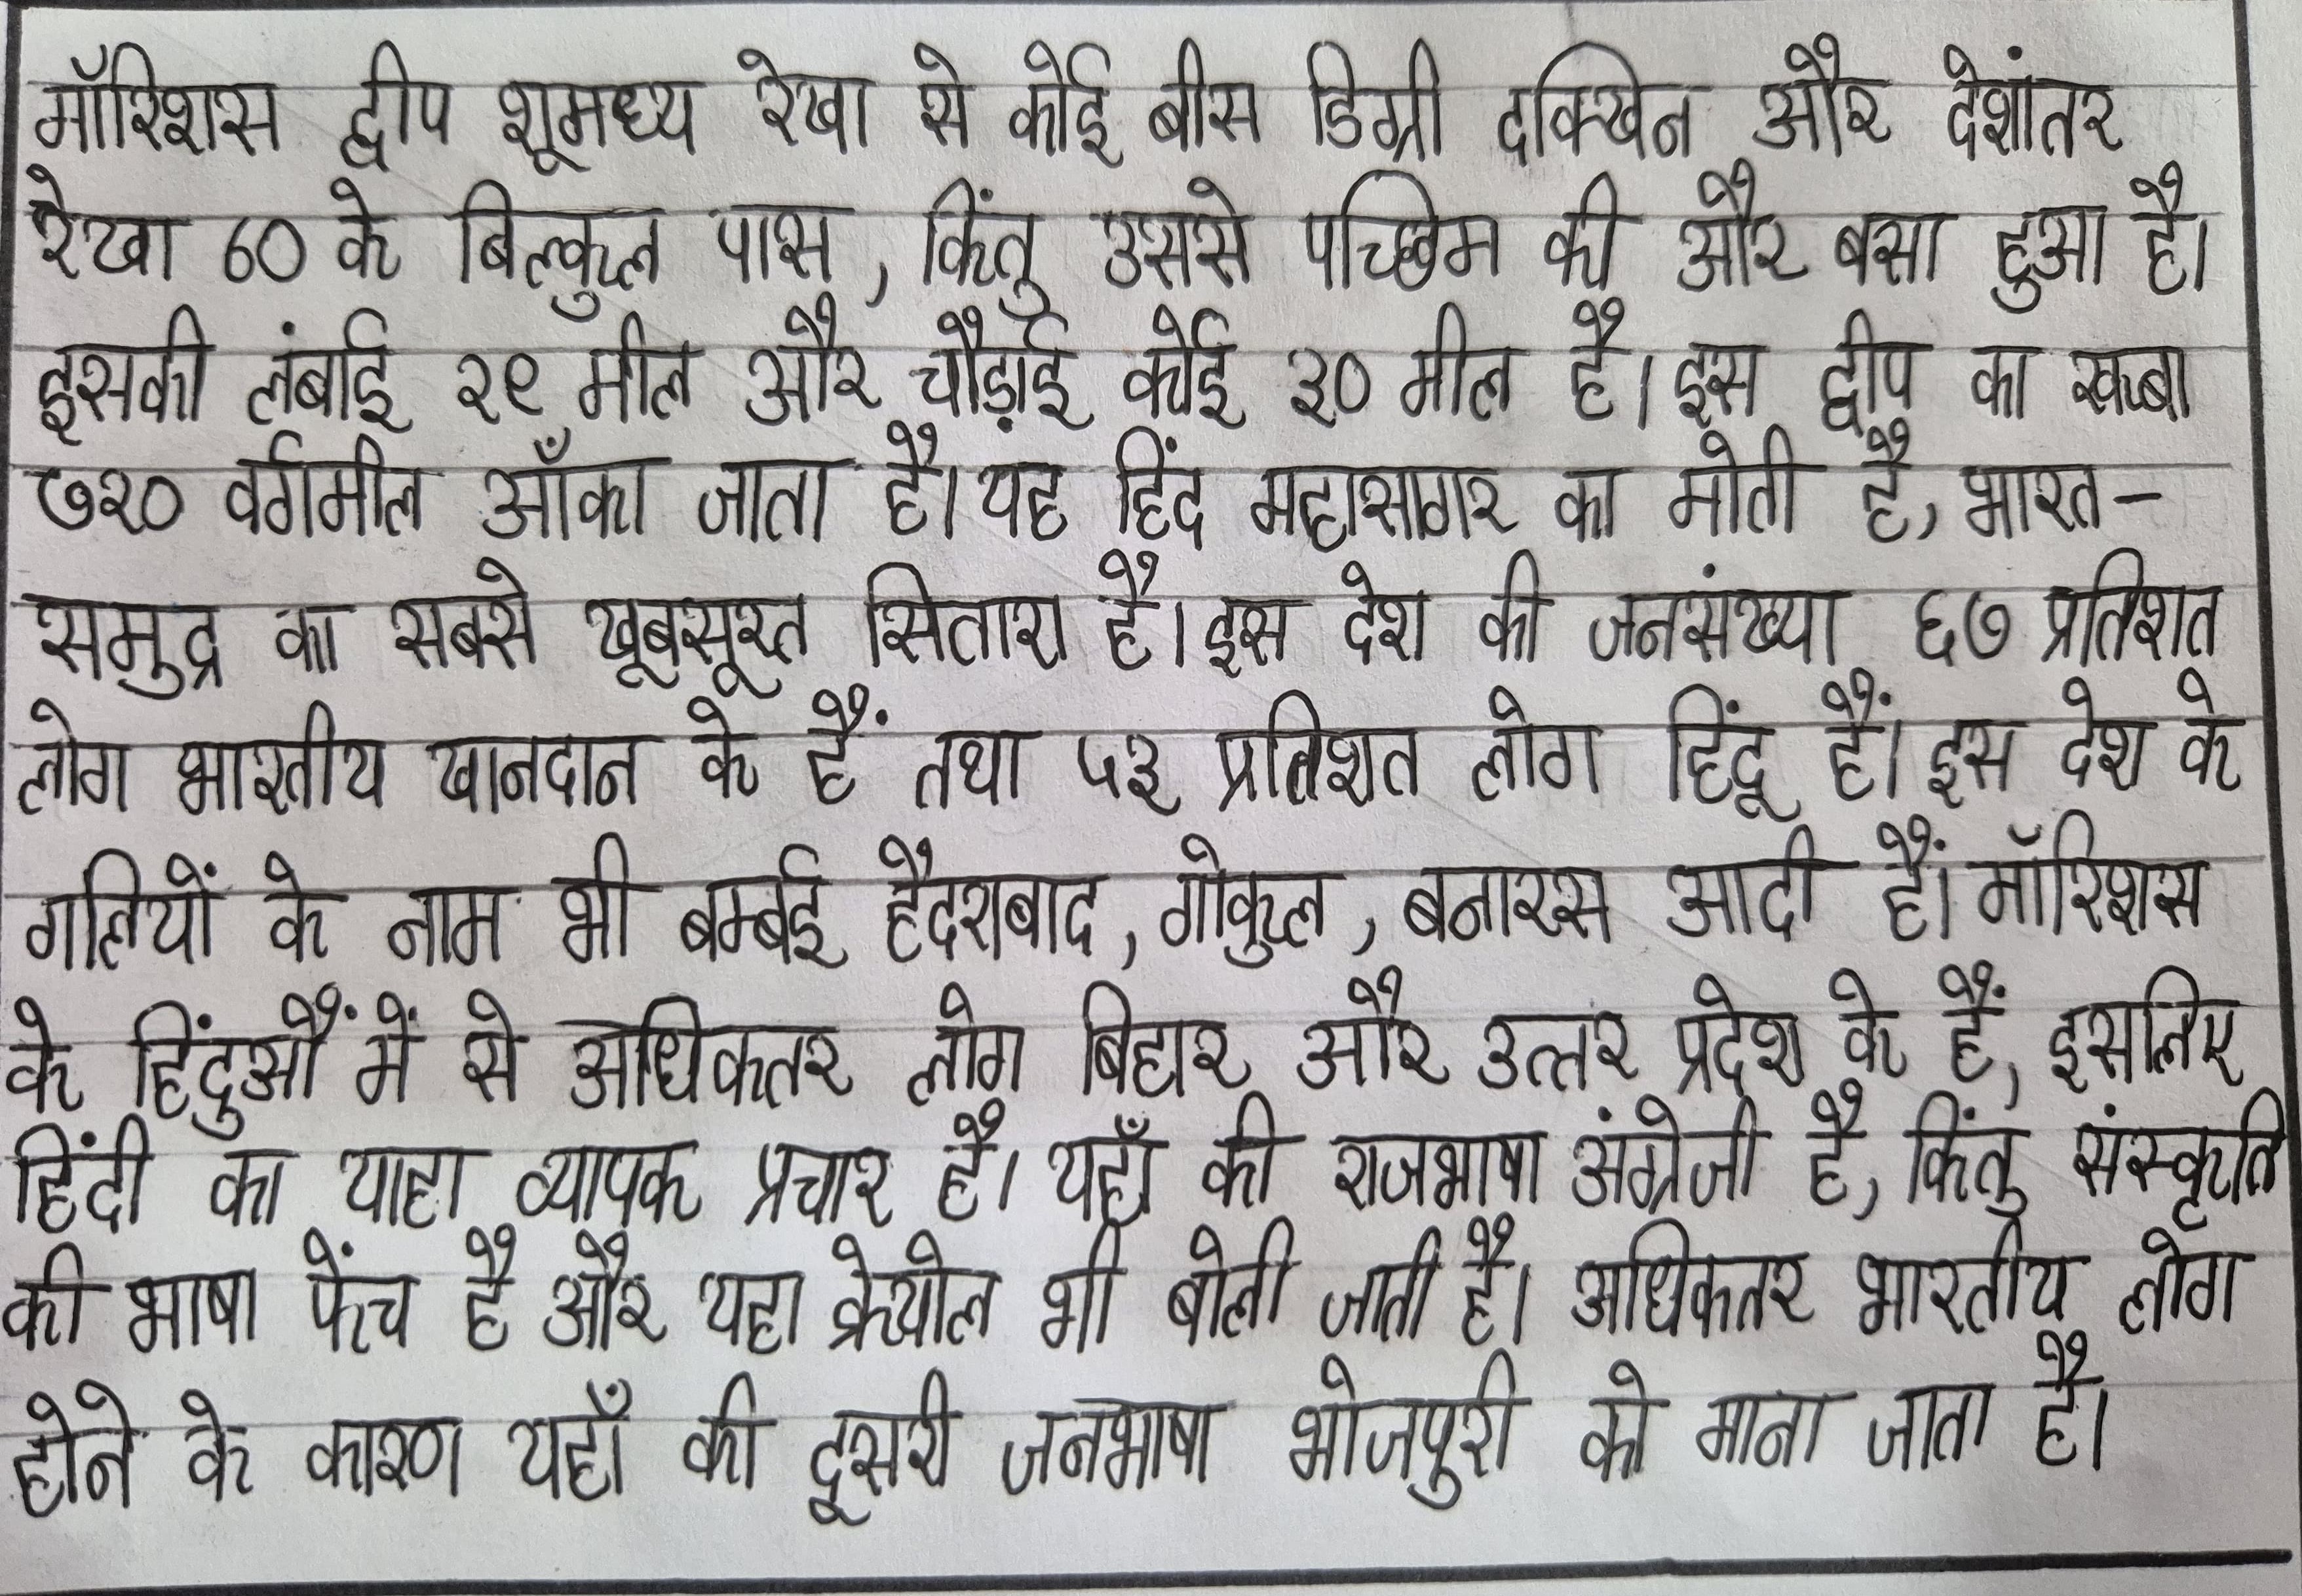 मॉरिशस द्वीप भूमध्य रेखा से कोई बीस डिग्री दक्खिन और देशांतर
रेखा 60 के बिल्कुल पास, किंतु उससे पच्छिम की और बसा हुआ है।
इसकी लंबाई २९ मील और चौड़ाई कोई ३० मील है। इस द्वीप का रकबा
७२० वर्गमील आँका जाता है। यह हिंद महासागर का मोती है, भारत-
समुद्र का सबसे खूबसूरत सितारा है। इस देश की जनसंख्या ६७ प्रतिशत
लोग भारतीय खानदान के हैं तथा ५३ प्रतिशत लोग हिंदू हैं। इस देश के
गलियों के नाम भी बम्बई हैदराबाद, गोकुल, बनारस आदी हैं। मॉरिशस
के हिंदुओं में से अधिकतर लोग बिहार और उत्तर प्रदेश के हैं, इसलिए
हिंदी का याहा व्यापक प्रचार है। यहाँ की राजभाषा अंग्रेजी है, किंतु संस्कृति
की भाषा फेंच है और यहा क्रेयोल भी बोली जाती है। अधिकतर भारतीय लोग
होने के कारण यहाँ की दूसरी जनभाषा भोजपुरी को माना जाता है।